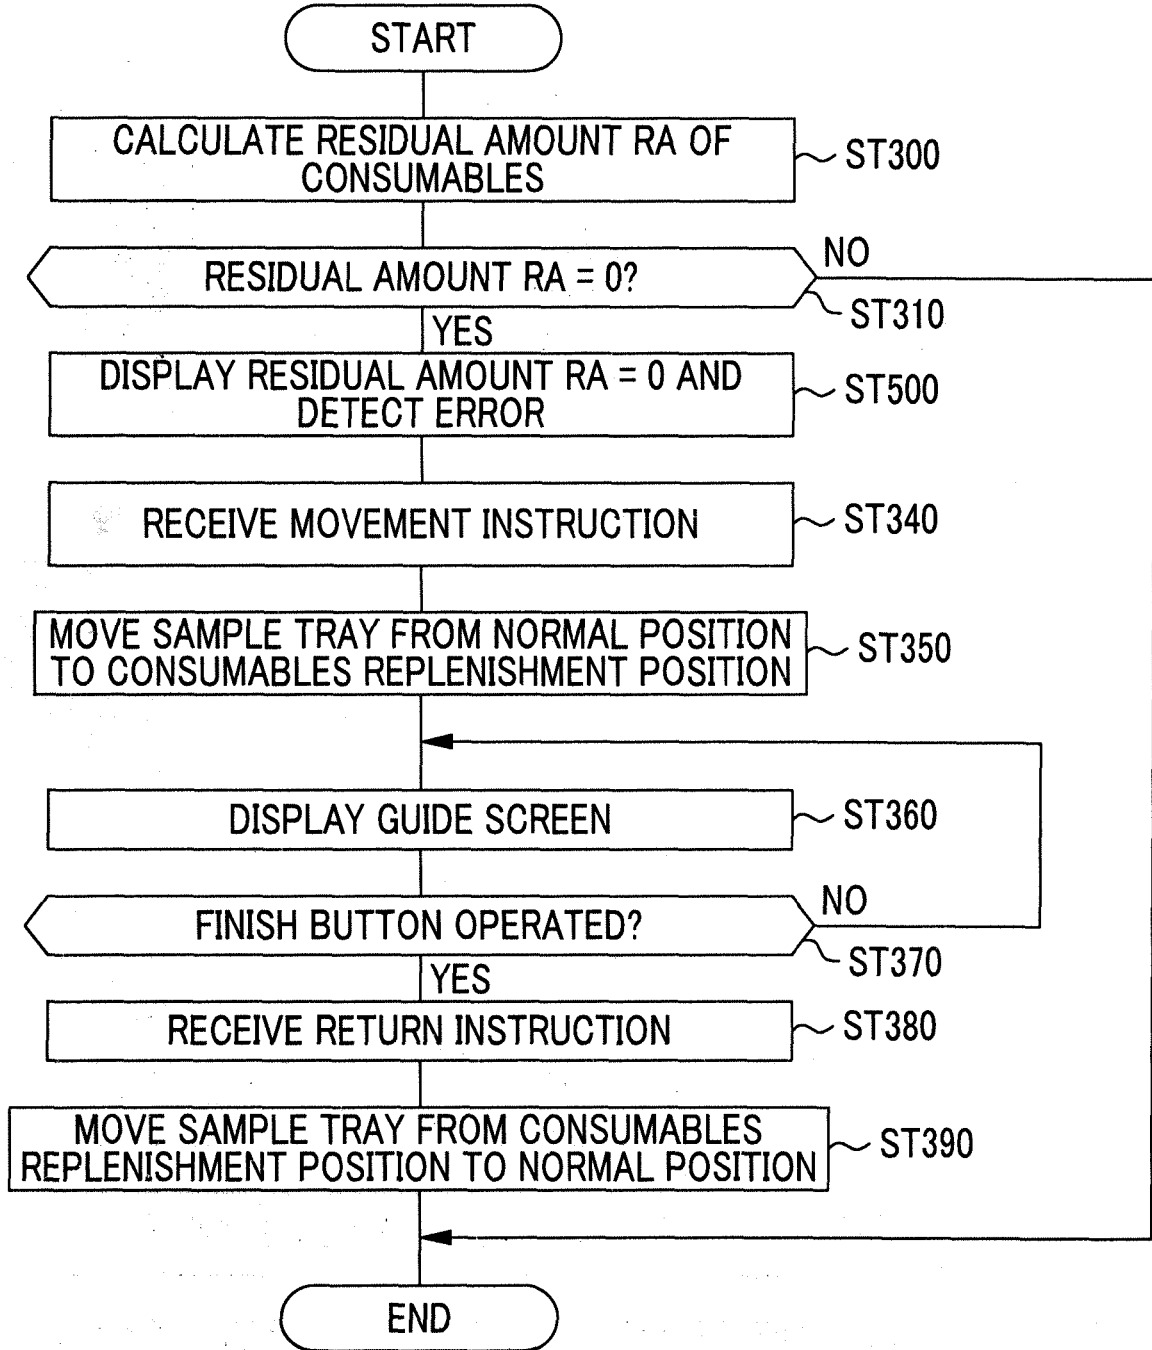 START
CALCULATE RESIDUAL AMOUNT RA OF
CONSUMABLES
ST300
RESIDUAL AMOUNT RA = 0?
NO
ST310
YES
DISPLAY RESIDUAL AMOUNT RA = 0 AND
DETECT ERROR
ST500
RECEIVE MOVEMENT INSTRUCTION
ST340
MOVE SAMPLE TRAY FROM NORMAL POSITION
TO CONSUMABLES REPLENISHMENT POSITION
ST350
DISPLAY GUIDE SCREEN
ST360
FINISH BUTTON OPERATED?
NO
ST370
YES
RECEIVE RETURN INSTRUCTION
ST380
MOVE SAMPLE TRAY FROM CONSUMABLES
REPLENISHMENT POSITION TO NORMAL POSITION
ST390
END